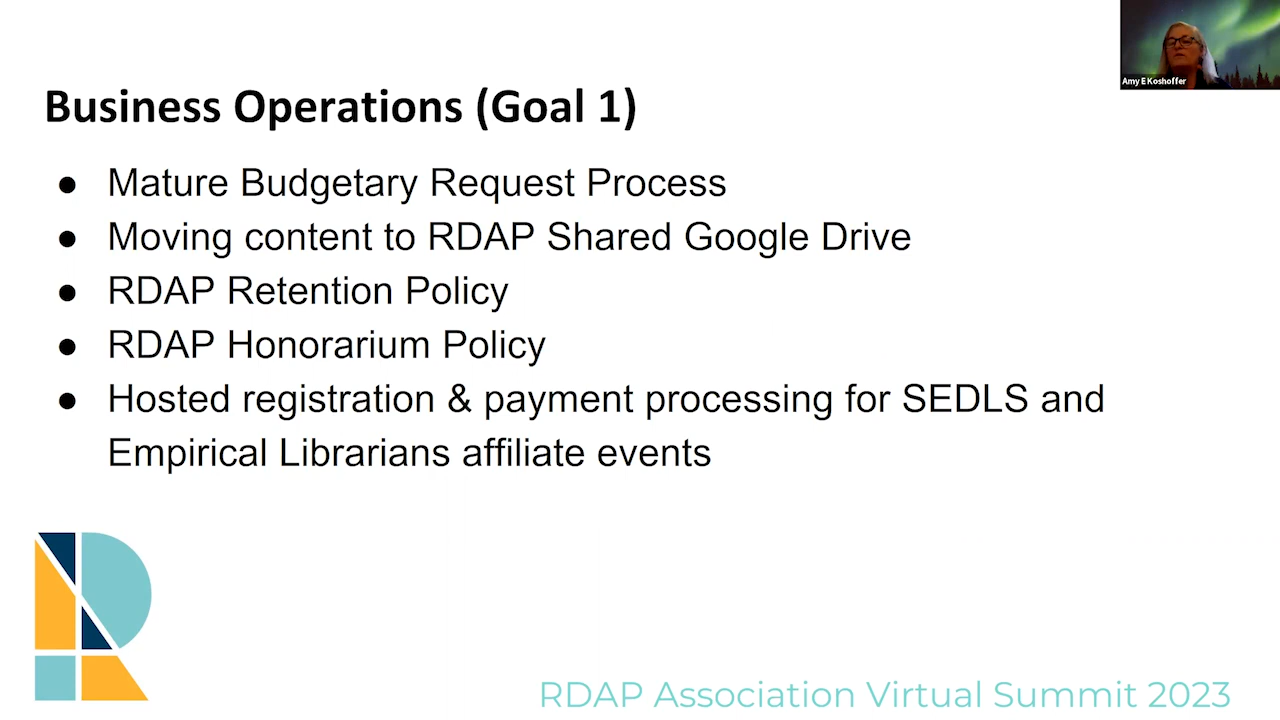 Amy E Koshoffer
Business Operations (Goal 1)
● Mature Budgetary Request Process
● Moving content to RDAP Shared Google Drive
● RDAP Retention Policy
● RDAP Honorarium Policy
● Hosted registration & payment processing for SEDLS and
Empirical Librarians affiliate events
RDAP Association Virtual Summit 2023